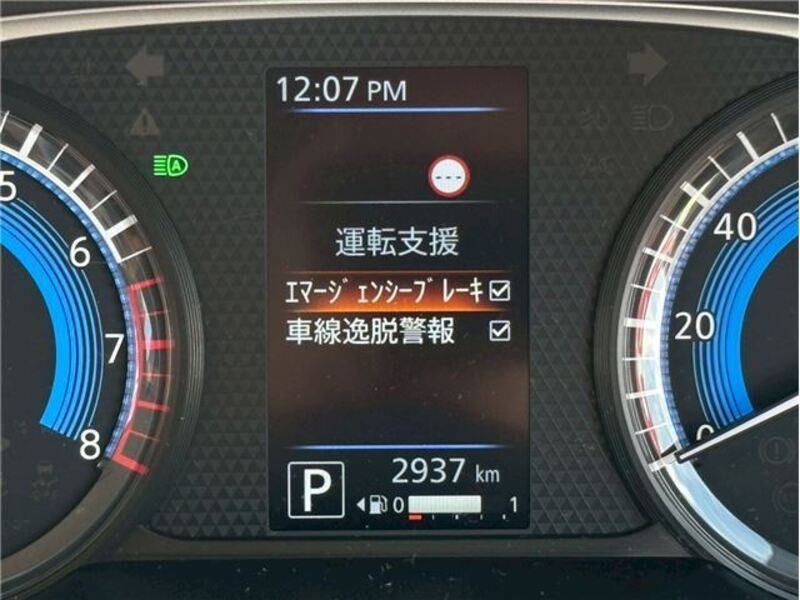 12:07 PM
---
運転支援
ｴﾏｰｼﾞｪﾝｼｰﾌﾞﾚｰｷ
車線逸脱警報
P
2937 km
0 1
5
6
7
8
A
40
20
0